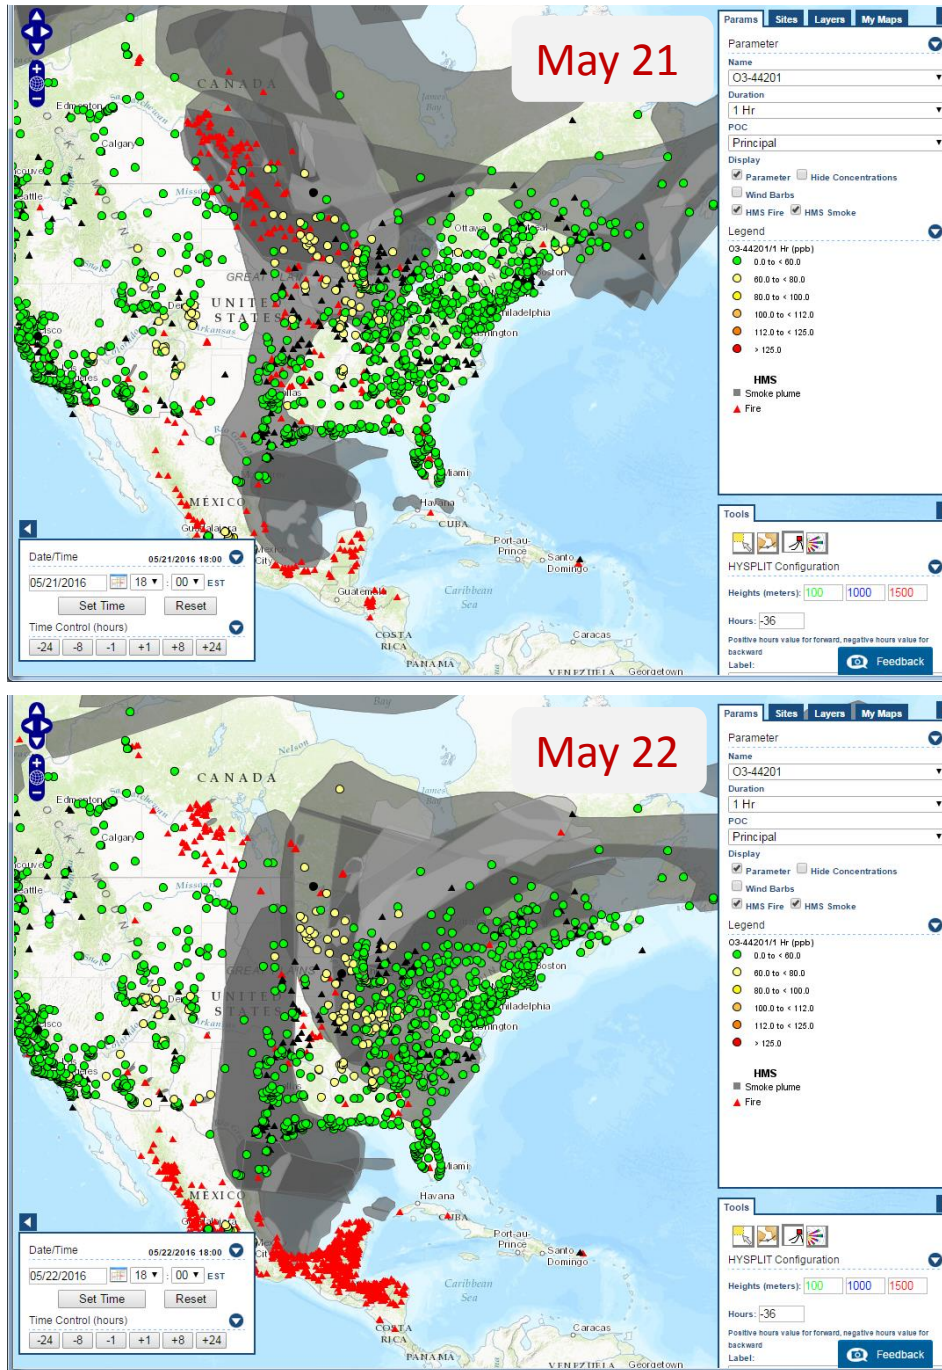 May 21
CANADA
Edmonton
Calgary
GREAT PLAINS
UNITED
STATES
Arkansas
Ottawa
Miami
MÉXICO
Havana
CUBA
Port-au-
Prince
Santo
Domingo
Caribbean
Sea
COSTA
RICA
PANAMA
Caracas
VENEZUELA
Georgetown
Params
Sites
Layers
My Maps
Parameter
Name
O3-44201
Duration
1 Hr
POC
Principal
Display
Parameter Hide Concentrations
Wind Barbs
HMS Fire HMS Smoke
Legend
O3-44201/1 Hr (ppb)
0.0 to < 60.0
60.0 to < 80.0
80.0 to < 100.0
100.0 to < 112.0
112.0 to < 125.0
> 125.0
HMS
Smoke plume
Fire
Tools
HYSPLIT Configuration
Heights (meters): 100 1000 1500
Hours: -36
Positive hours value for forward, negative hours value for
backward
Label:
Feedback
Date/Time 05/21/2016 18:00
05/21/2016 18 : 00 EST
Set Time Reset
Time Control (hours)
-24 -8 -1 +1 +8 +24
May 22
Bay
Nelson
CANADA
Calgary
UNITED
STATES
Arkansas
Boston
Miami
MÉXICO
Havana
CUBA
Port-au-
Prince
Santo
Domingo
Caribbean
Sea
COSTA
RICA
PANAMA
Caracas
VENEZUELA
Georgetown
Params
Sites
Layers
My Maps
Parameter
Name
O3-44201
Duration
1 Hr
POC
Principal
Display
Parameter Hide Concentrations
Wind Barbs
HMS Fire HMS Smoke
Legend
O3-44201/1 Hr (ppb)
0.0 to < 60.0
60.0 to < 80.0
80.0 to < 100.0
100.0 to < 112.0
112.0 to < 125.0
> 125.0
HMS
Smoke plume
Fire
Tools
HYSPLIT Configuration
Heights (meters): 100 1000 1500
Hours: -36
Positive hours value for forward, negative hours value for
backward
Label:
Feedback
Date/Time 05/22/2016 18:00
05/22/2016 18 : 00 EST
Set Time Reset
Time Control (hours)
-24 -8 -1 +1 +8 +24